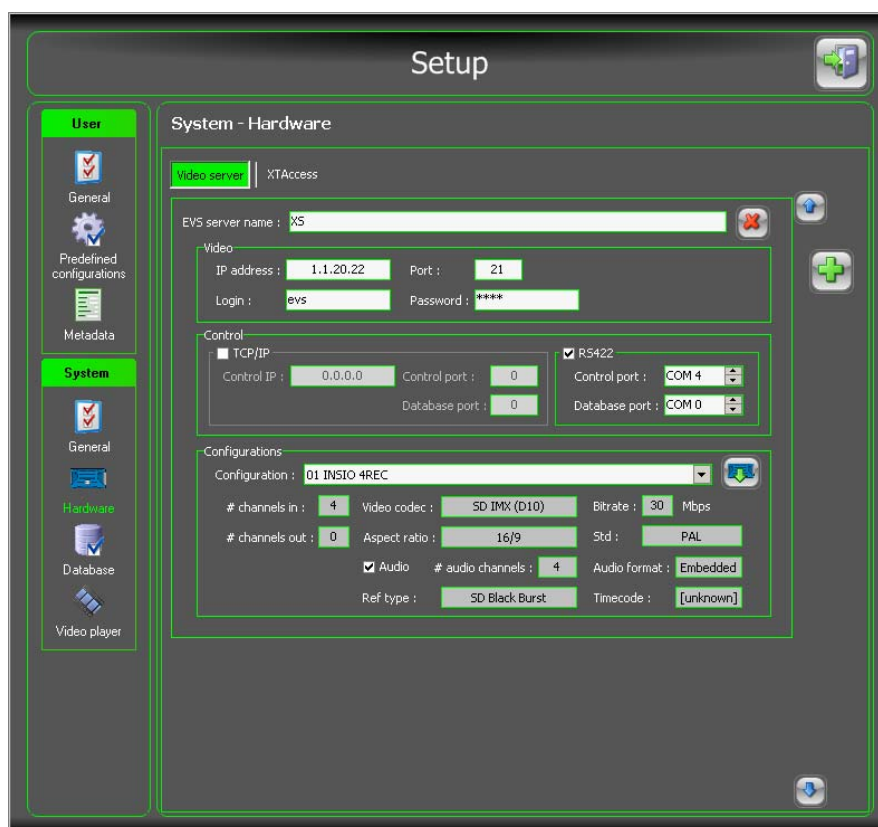 Setup
User
General
Predefined
configurations
Metadata
System
General
Hardware
Database
Video player
System - Hardware
Video server XTAccess
EVS server name : XS
Video
IP address : 1.1.20.22 Port : 21
Login : evs Password : ****
Control
TCP/IP
Control IP : 0.0.0.0 Control port : 0
Database port : 0
RS422
Control port : COM 4
Database port : COM 0
Configurations
Configuration : 01 INSIO 4REC
# channels in : 4 Video codec : SD IMX (D10) Bitrate : 30 Mbps
# channels out : 0 Aspect ratio : 16/9 Std : PAL
Audio # audio channels : 4 Audio format : Embedded
Ref type : SD Black Burst Timecode : [unknown]